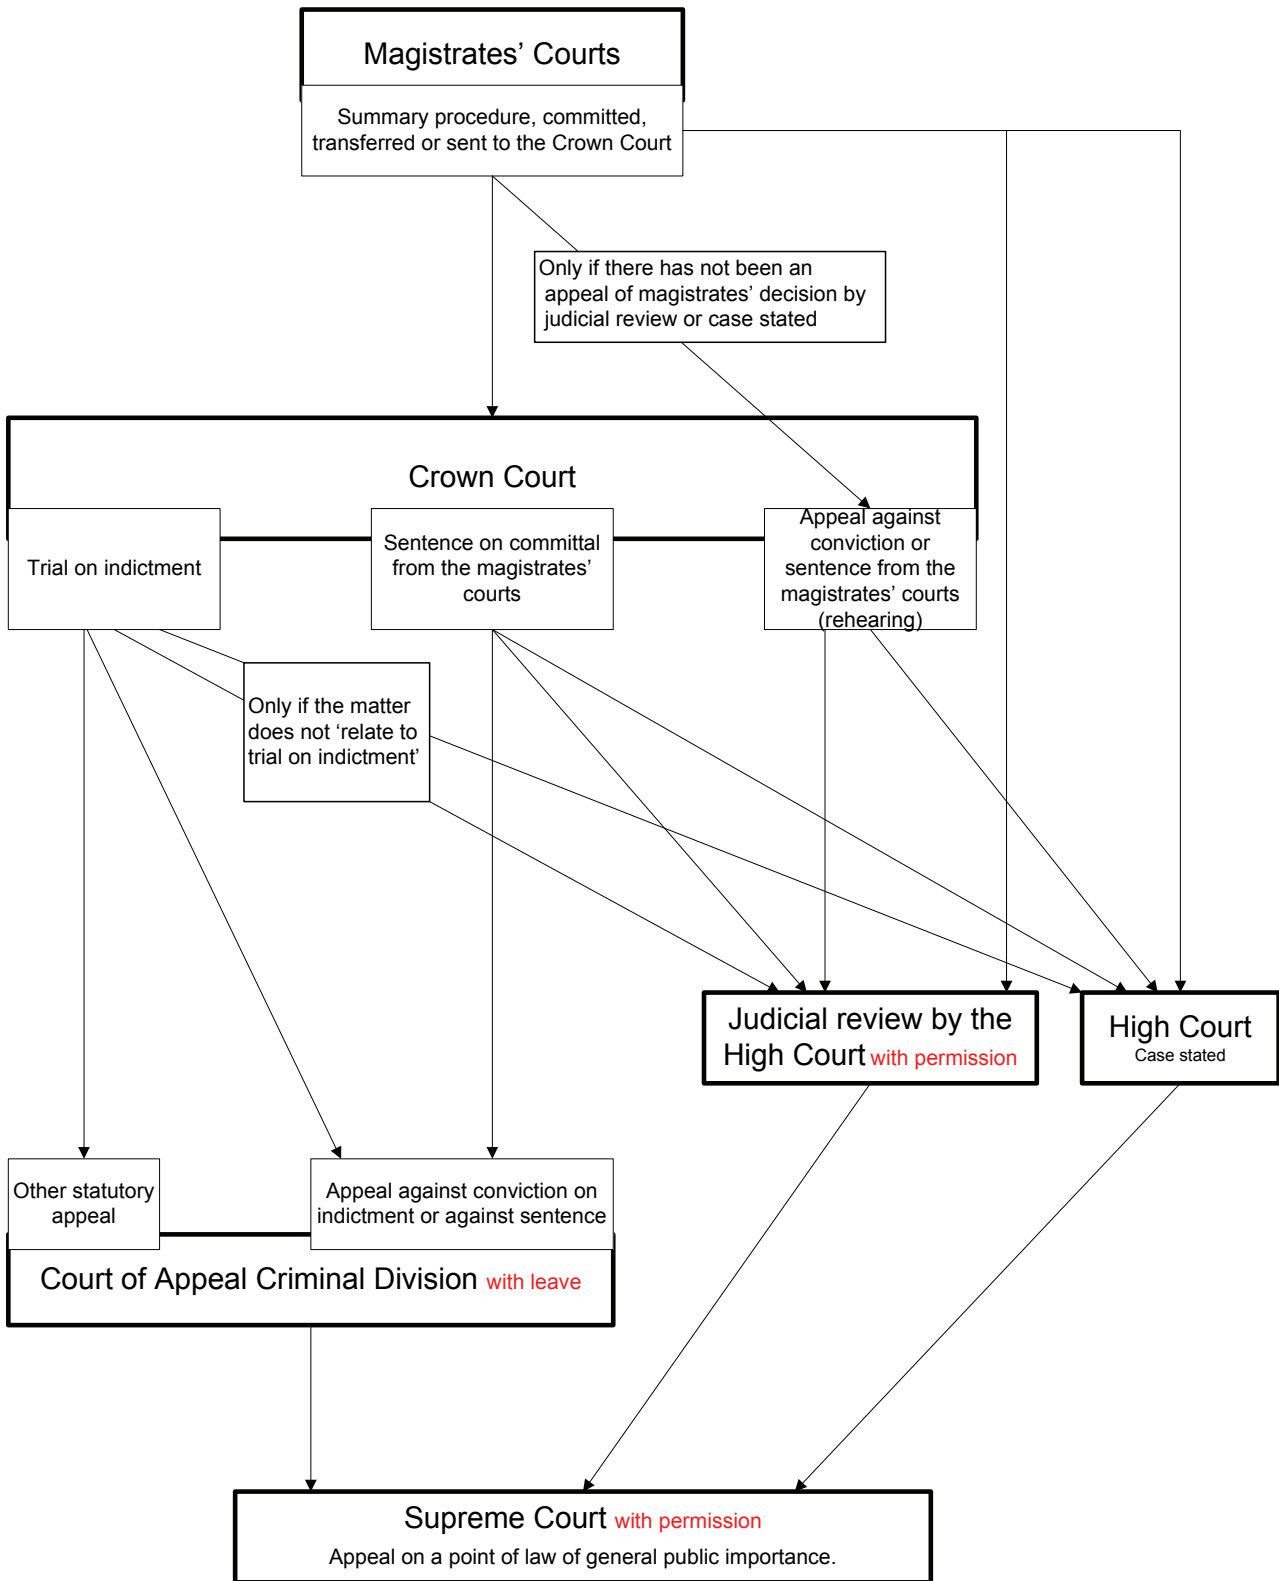 Magistrates’ Courts
Summary procedure, committed,
transferred or sent to the Crown Court
Only if there has not been an
appeal of magistrates’ decision by
judicial review or case stated
Crown Court
Trial on indictment
Sentence on committal
from the magistrates’
courts
Appeal against
conviction or
sentence from the
magistrates’ courts
(rehearing)
Only if the matter
does not ‘relate to
trial on indictment’
Judicial review by the
High Court with permission
High Court
Case stated
Other statutory
appeal
Appeal against conviction on
indictment or against sentence
Court of Appeal Criminal Division with leave
Supreme Court with permission
Appeal on a point of law of general public importance.